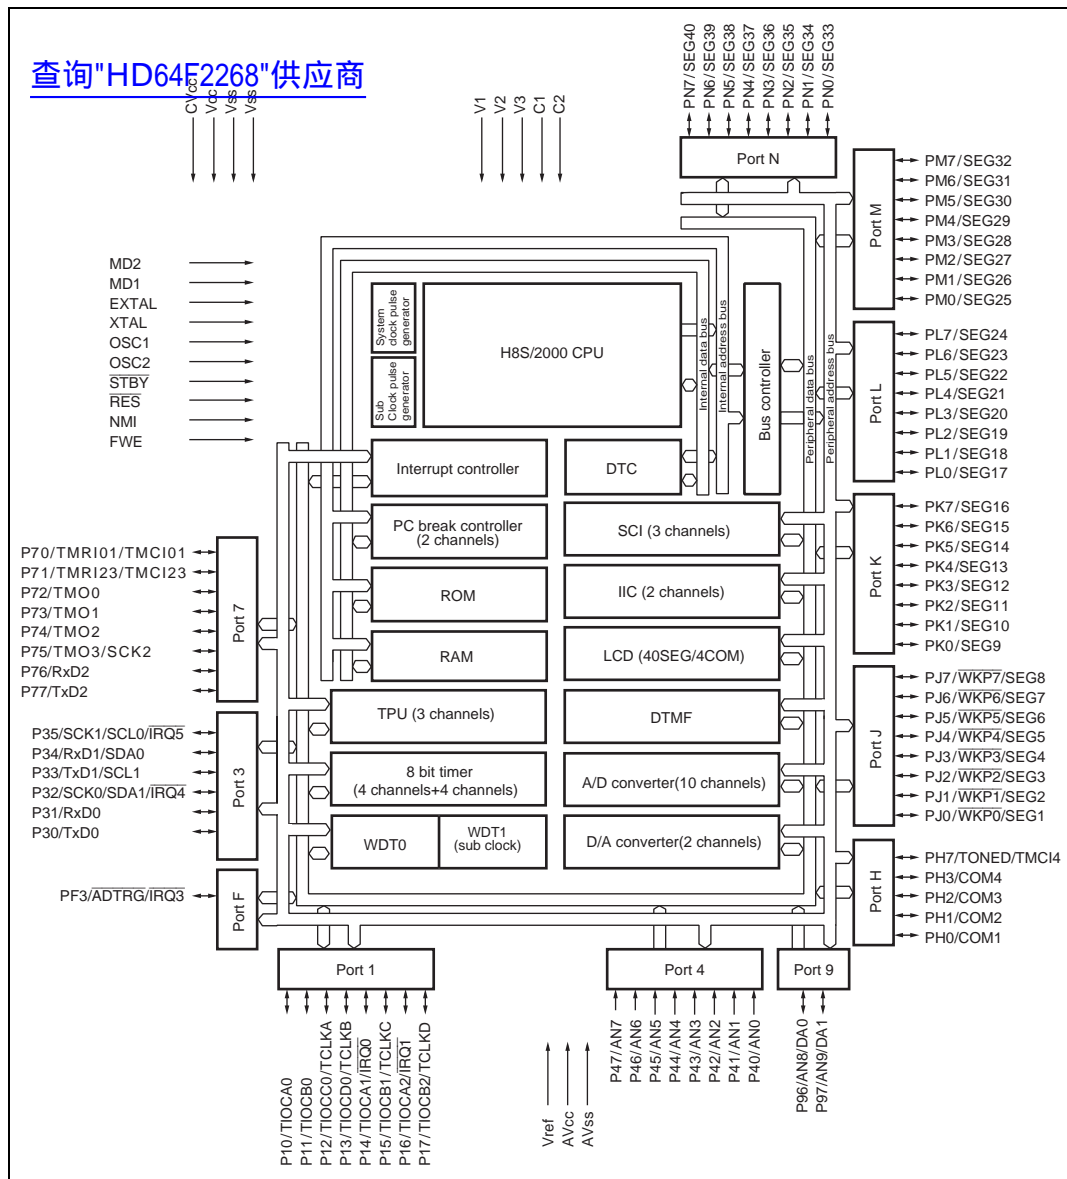 查询"HD64F2268"供应商
CVcc
Vcc
Vss
Vss
V1
V2
V3
C1
C2
PN7/SEG40
PN6/SEG39
PN5/SEG38
PN4/SEG37
PN3/SEG36
PN2/SEG35
PN1/SEG34
PN0/SEG33
Port N
MD2
MD1
EXTAL
XTAL
OSC1
OSC2
STBY
RES
NMI
FWE
System
clock pulse
generator
Sub
Clock pulse
generator
H8S/2000 CPU
Internal data bus
Internal address bus
Bus controller
Peripheral data bus
Peripheral address bus
Port M
PM7/SEG32
PM6/SEG31
PM5/SEG30
PM4/SEG29
PM3/SEG28
PM2/SEG27
PM1/SEG26
PM0/SEG25
Port L
PL7/SEG24
PL6/SEG23
PL5/SEG22
PL4/SEG21
PL3/SEG20
PL2/SEG19
PL1/SEG18
PL0/SEG17
Interrupt controller
DTC
PC break controller
(2 channels)
SCI (3 channels)
ROM
IIC (2 channels)
RAM
LCD (40SEG/4COM)
TPU (3 channels)
DTMF
8 bit timer
(4 channels+4 channels)
A/D converter(10 channels)
WDT0
WDT1
(sub clock)
D/A converter(2 channels)
Port K
PK7/SEG16
PK6/SEG15
PK5/SEG14
PK4/SEG13
PK3/SEG12
PK2/SEG11
PK1/SEG10
PK0/SEG9
Port J
PJ7/WKP7/SEG8
PJ6/WKP6/SEG7
PJ5/WKP5/SEG6
PJ4/WKP4/SEG5
PJ3/WKP3/SEG4
PJ2/WKP2/SEG3
PJ1/WKP1/SEG2
PJ0/WKP0/SEG1
Port H
PH7/TONED/TMCI4
PH3/COM4
PH2/COM3
PH1/COM2
PH0/COM1
P70/TMRI01/TMCI01
P71/TMRI23/TMCI23
P72/TMO0
P73/TMO1
P74/TMO2
P75/TMO3/SCK2
P76/RxD2
P77/TxD2
Port 7
P35/SCK1/SCL0/IRQ5
P34/RxD1/SDA0
P33/TxD1/SCL1
P32/SCK0/SDA1/IRQ4
P31/RxD0
P30/TxD0
Port 3
PF3/ADTRG/IRQ3
Port F
Port 1
P10/TIOCA0
P11/TIOCB0
P12/TIOCC0/TCLKA
P13/TIOCD0/TCLKB
P14/TIOCA1/IRQ0
P15/TIOCB1/TCLKC
P16/TIOCA2/IRQ1
P17/TIOCB2/TCLKD
Vref
AVcc
AVss
Port 4
P47/AN7
P46/AN6
P45/AN5
P44/AN4
P43/AN3
P42/AN2
P41/AN1
P40/AN0
Port 9
P96/AN8/DA0
P97/AN9/DA1